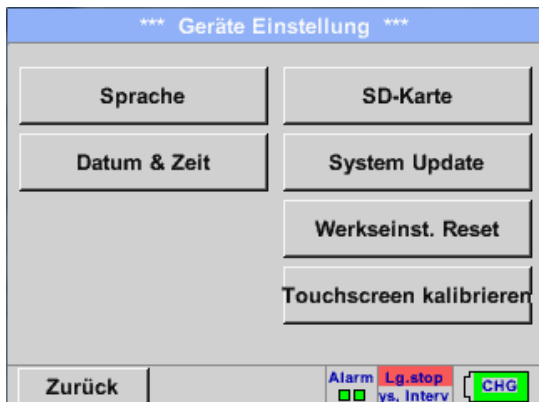 *** Geräte Einstellung ***
Sprache
SD-Karte
Datum & Zeit
System Update
Werkseinst. Reset
Touchscreen kalibrieren
Zurück
Alarm
Lg.stop
ys, Interv
CHG